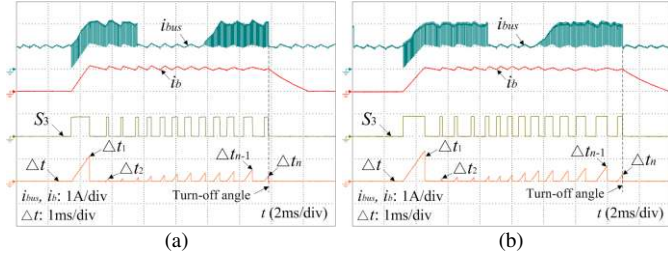 ibus
ib
S3
△t1
△tn-1
△tn
△t
△t2
Turn-off angle
ibus, ib: 1A/div
△t: 1ms/div
t (2ms/div)
(a)
ibus
ib
S3
△t1
△tn-1
△tn
△t
△t2
Turn-off angle
ibus, ib: 1A/div
△t: 1ms/div
t (2ms/div)
(b)